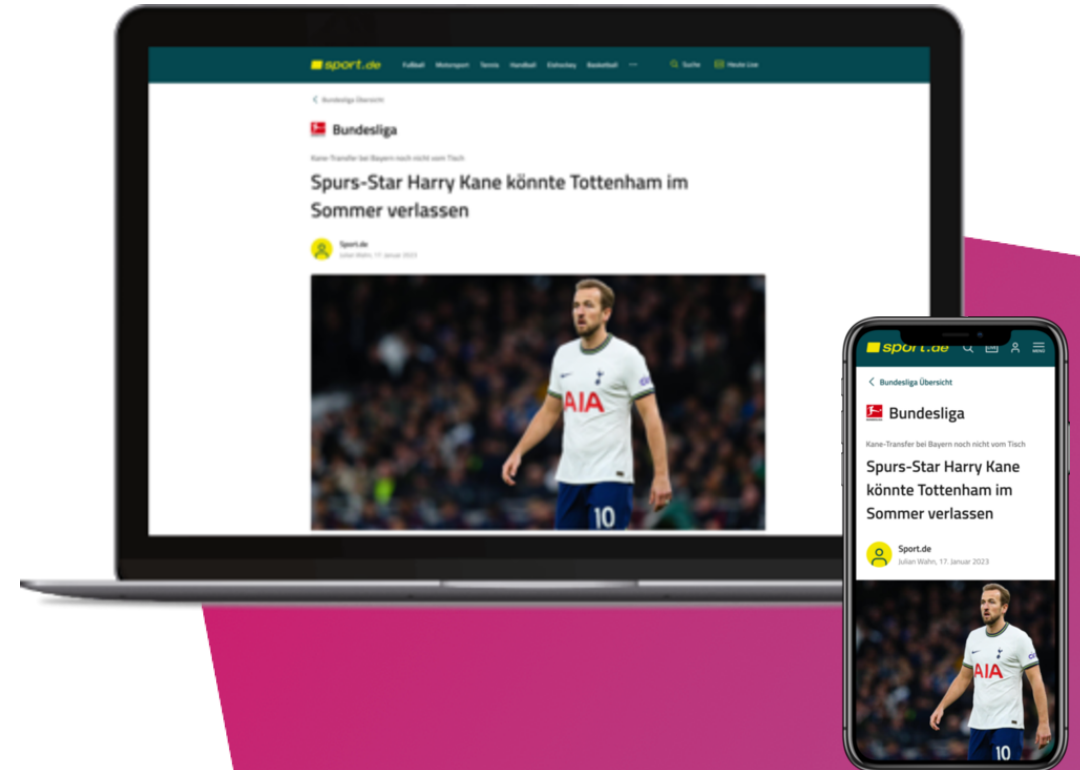 sport.de Fußball Motorsport Tennis Handball Eishockey Basketball ··· Suche Heute Live
Bundesliga Übersicht
Bundesliga
Kane-Transfer bei Bayern noch nicht vom Tisch
Spurs-Star Harry Kane könnte Tottenham im
Sommer verlassen
Sport.de
Julian Wahn, 17. Januar 2023
AIA
10
sport.de MENÜ
Bundesliga Übersicht
Bundesliga
Kane-Transfer bei Bayern noch nicht vom Tisch
Spurs-Star Harry Kane
könnte Tottenham im
Sommer verlassen
Sport.de
Julian Wahn, 17. Januar 2023
AIA
10